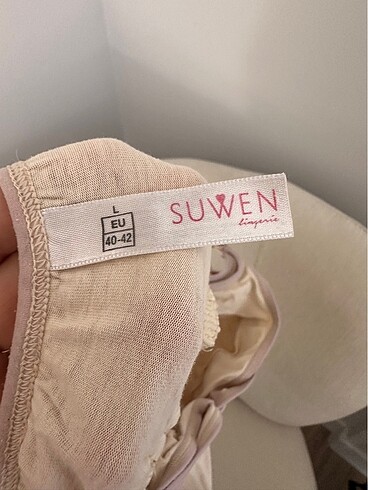 L
EU
40-42
SUWEN
lingerie